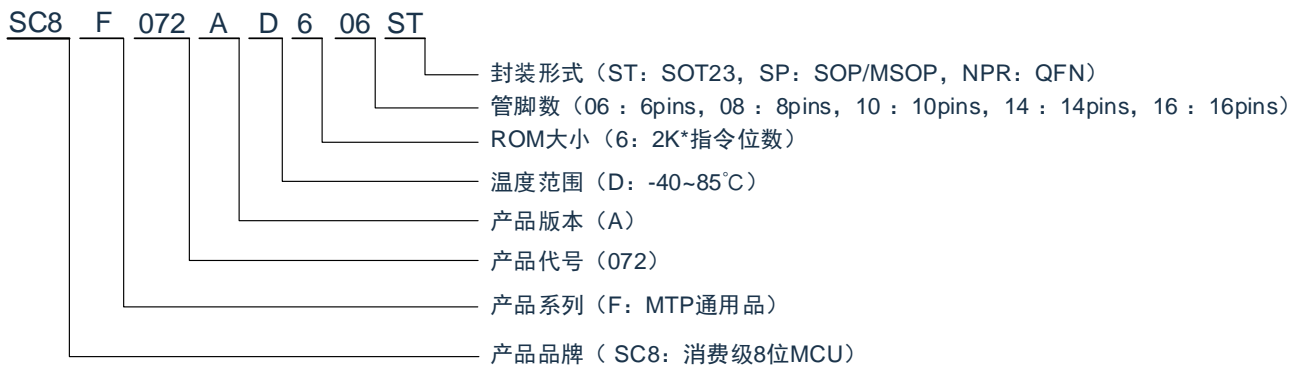 SC8 F 072 A D 6 06 ST
封装形式（ST：SOT23，SP：SOP/MSOP，NPR：QFN）
管脚数（06 ：6pins，08 ：8pins，10 ：10pins，14 ：14pins，16 ：16pins）
ROM大小（6：2K*指令位数）
温度范围（D：-40~85℃）
产品版本（A）
产品代号（072）
产品系列（F：MTP通用品）
产品品牌（ SC8：消费级8位MCU）